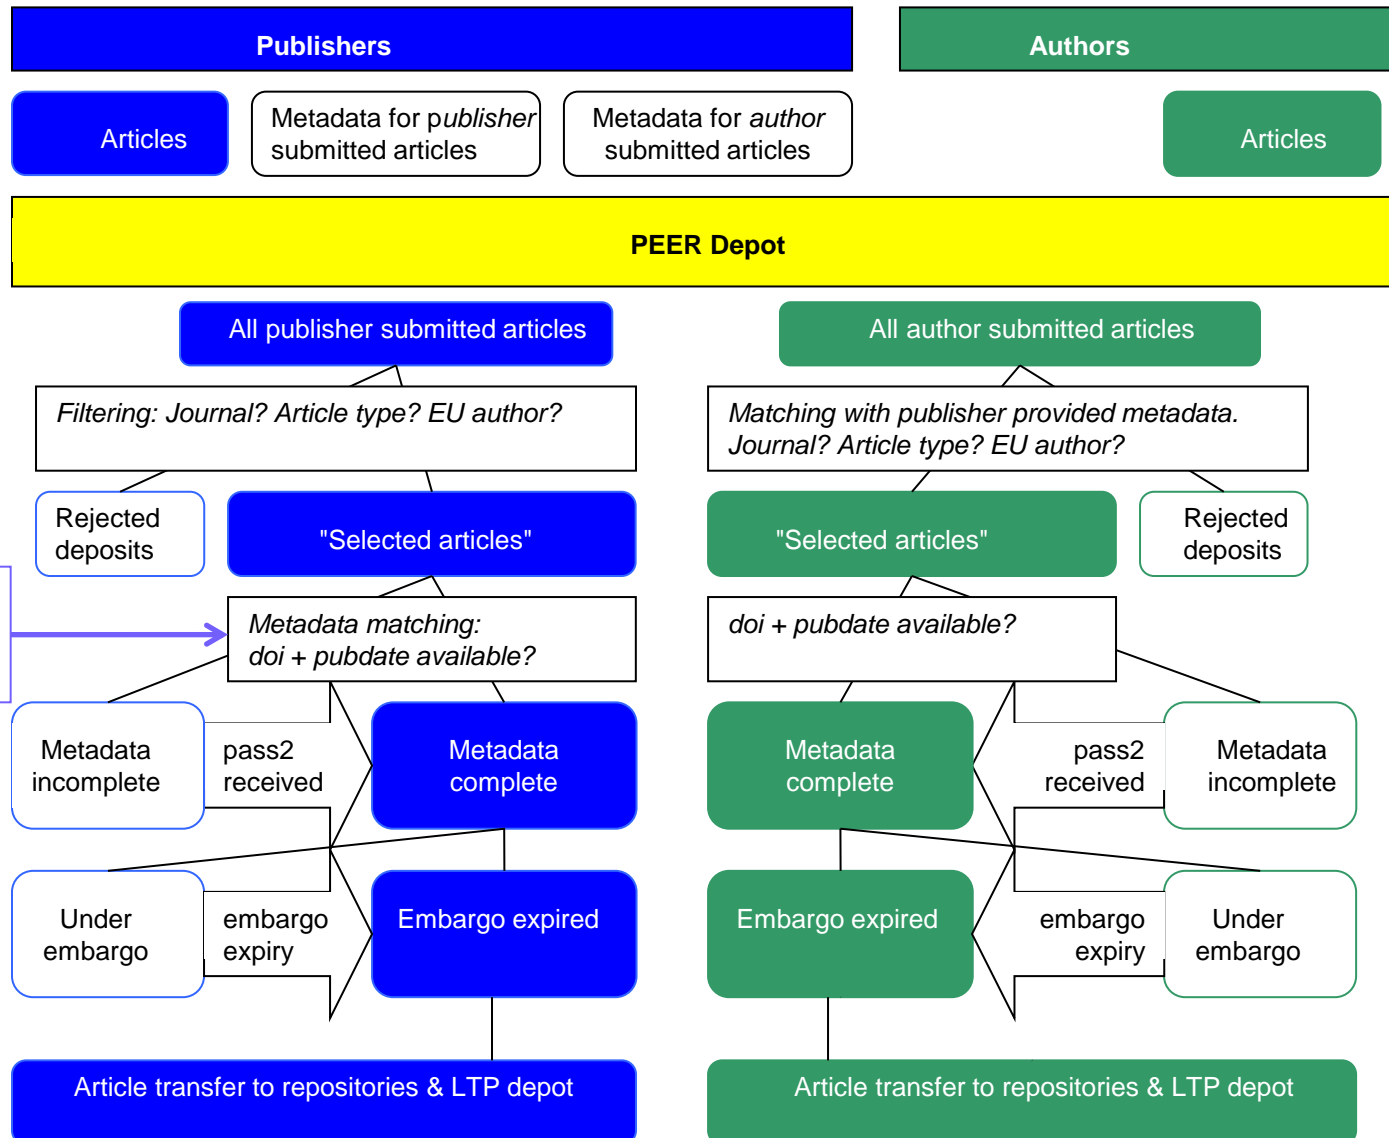 Publishers
Authors
Articles
Metadata for publisher
submitted articles
Metadata for author
submitted articles
Articles
PEER Depot
All publisher submitted articles
All author submitted articles
Filtering: Journal? Article type? EU author?
Matching with publisher provided metadata.
Journal? Article type? EU author?
Rejected
deposits
"Selected articles"
"Selected articles"
Rejected
deposits
Metadata matching:
doi + pubdate available?
doi + pubdate available?
Metadata
incomplete
pass2
received
Metadata
complete
Metadata
complete
pass2
received
Metadata
incomplete
Under
embargo
embargo
expiry
Embargo expired
Embargo expired
embargo
expiry
Under
embargo
Article transfer to repositories & LTP depot
Article transfer to repositories & LTP depot